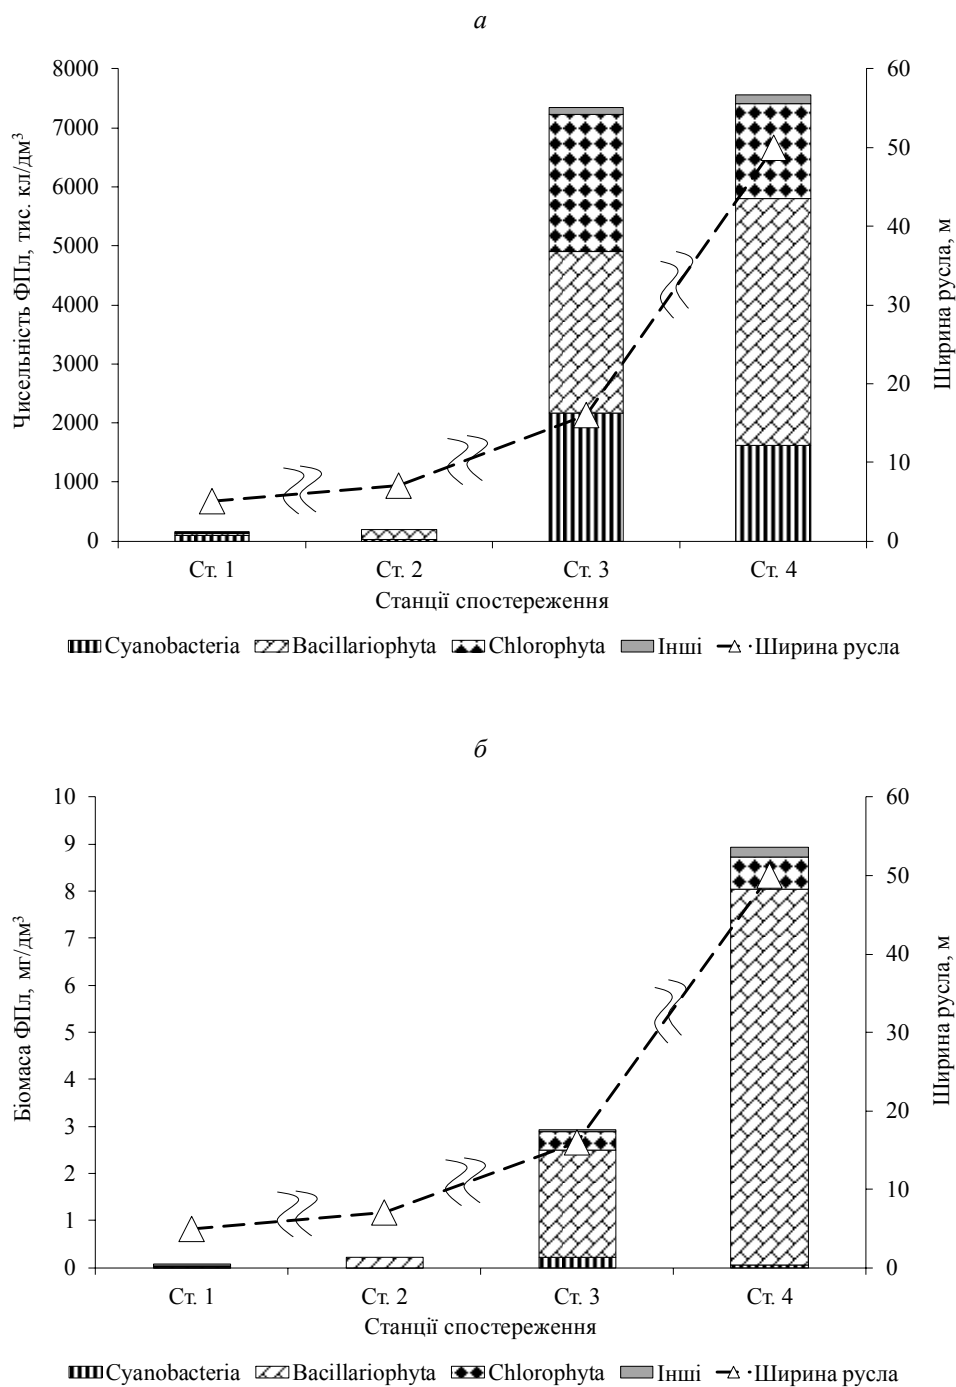 а
8000
7000
6000
5000
4000
3000
2000
1000
0
60
50
40
30
20
10
0
Чисельність ФПл, тис. кл/дм³
Ширина русла, м
Ст. 1 Ст. 2 Ст. 3 Ст. 4
Станції спостереження
Cyanobacteria Bacillariophyta Chlorophyta Інші Ширина русла
б
10
9
8
7
6
5
4
3
2
1
0
60
50
40
30
20
10
0
Біомаса ФПл, мг/дм³
Ширина русла, м
Ст. 1 Ст. 2 Ст. 3 Ст. 4
Станції спостереження
Cyanobacteria Bacillariophyta Chlorophyta Інші Ширина русла